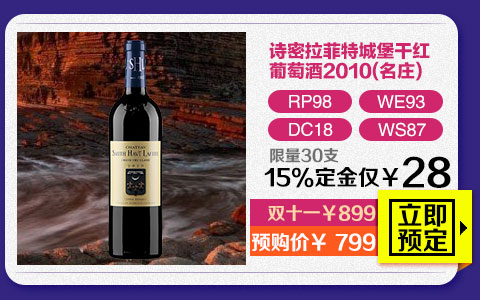 诗密拉菲特城堡干红
葡萄酒2010(名庄)
RP98 WE93
DC18 WS87
限量30支
15%定金仅￥28
双十一￥899
预购价￥ 799
立即
预定
CHATEAU
SMITH HAUT LAFITTE